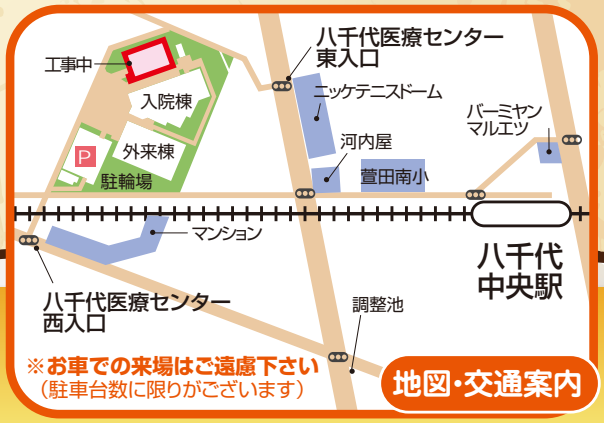 八千代医療センター
東入口
工事中
ニッケテニスドーム
入院棟
バーミヤン
マルエツ
河内屋
外来棟
P
萱田南小
駐輪場
マンション
八千代
中央駅
八千代医療センター
西入口
調整池
※お車での来場はご遠慮下さい
（駐車台数に限りがございます）
地図・交通案内